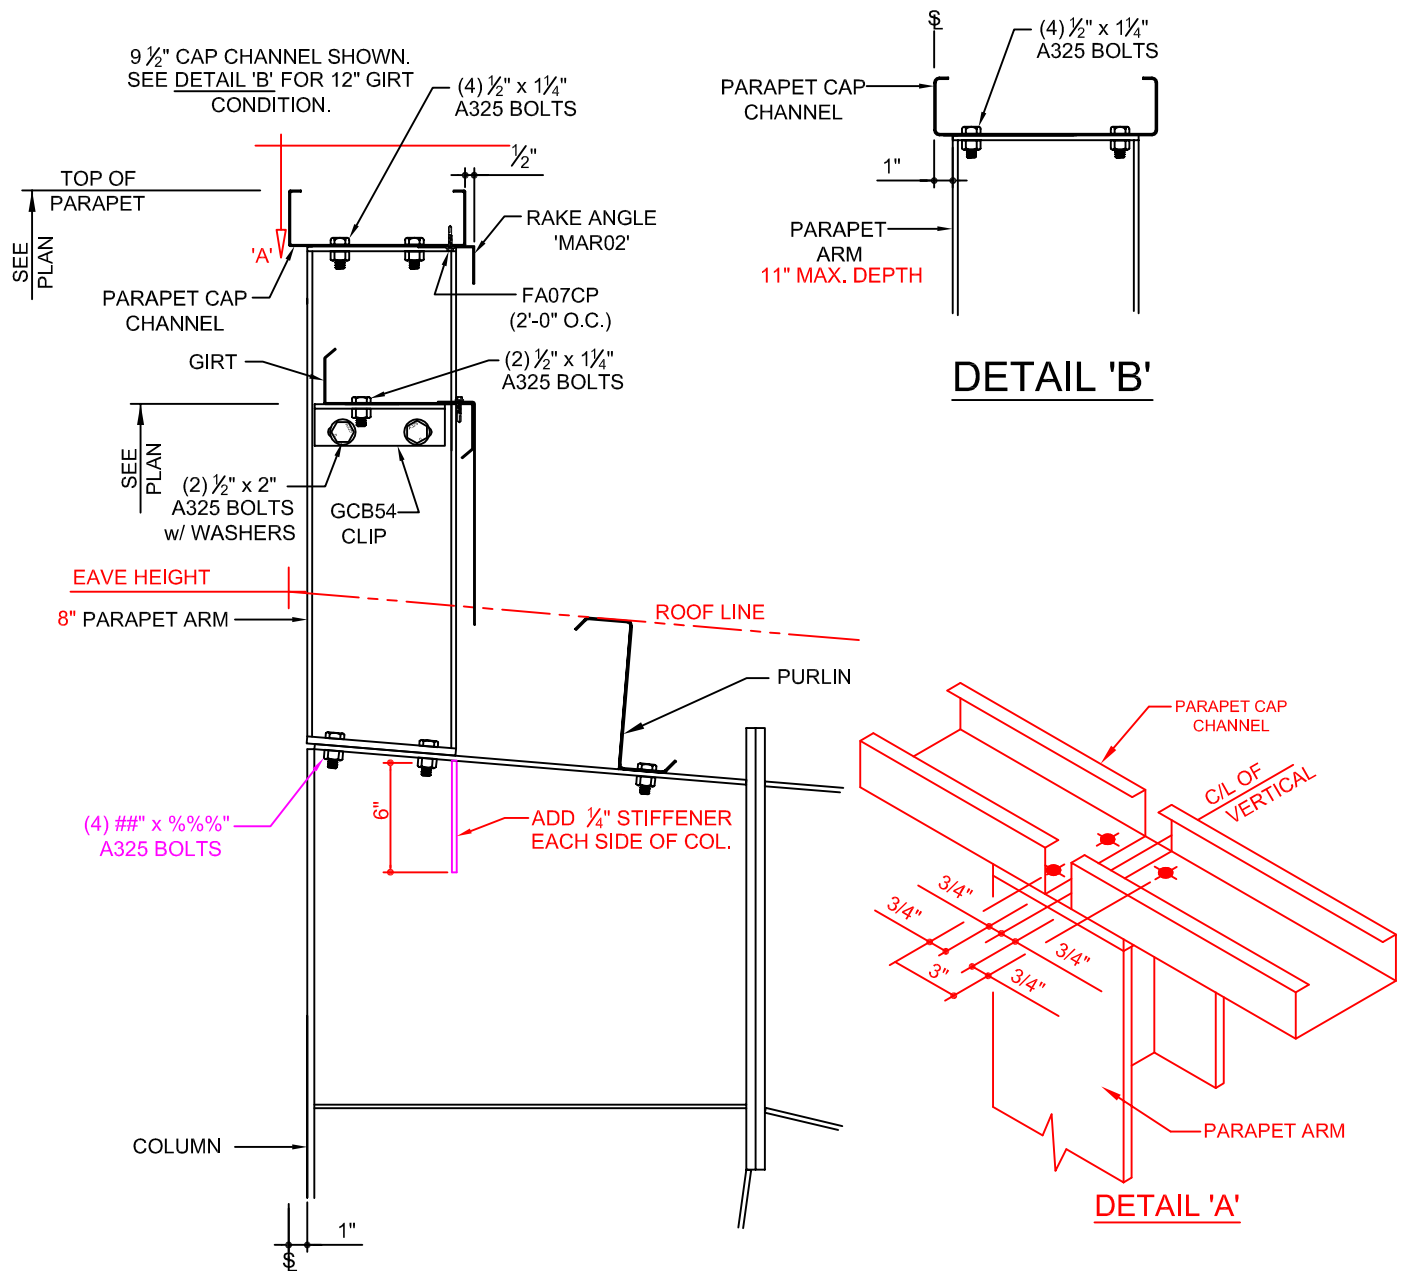 9 ½" CAP CHANNEL SHOWN.
SEE DETAIL 'B' FOR 12" GIRT
CONDITION.
(4) ½" x 1¼"
A325 BOLTS
½"
TOP OF
PARAPET
SEE
PLAN
'A'
RAKE ANGLE
'MAR02'
PARAPET CAP
CHANNEL
FA07CP
(2'-0" O.C.)
GIRT
(2) ½" x 1¼"
A325 BOLTS
SEE
PLAN
(2) ½" x 2"
A325 BOLTS
w/ WASHERS
GCB54
CLIP
EAVE HEIGHT
8" PARAPET ARM
ROOF LINE
PURLIN
(4) ##" x %%%"
A325 BOLTS
6"
ADD ¼" STIFFENER
EACH SIDE OF COL.
COLUMN
1"
(4) ½" x 1¼"
A325 BOLTS
PARAPET CAP
CHANNEL
1"
PARAPET
ARM
11" MAX. DEPTH
DETAIL 'B'
PARAPET CAP
CHANNEL
C/L OF
VERTICAL
3/4"
3/4"
3/4"
3"
3/4"
PARAPET ARM
DETAIL 'A'